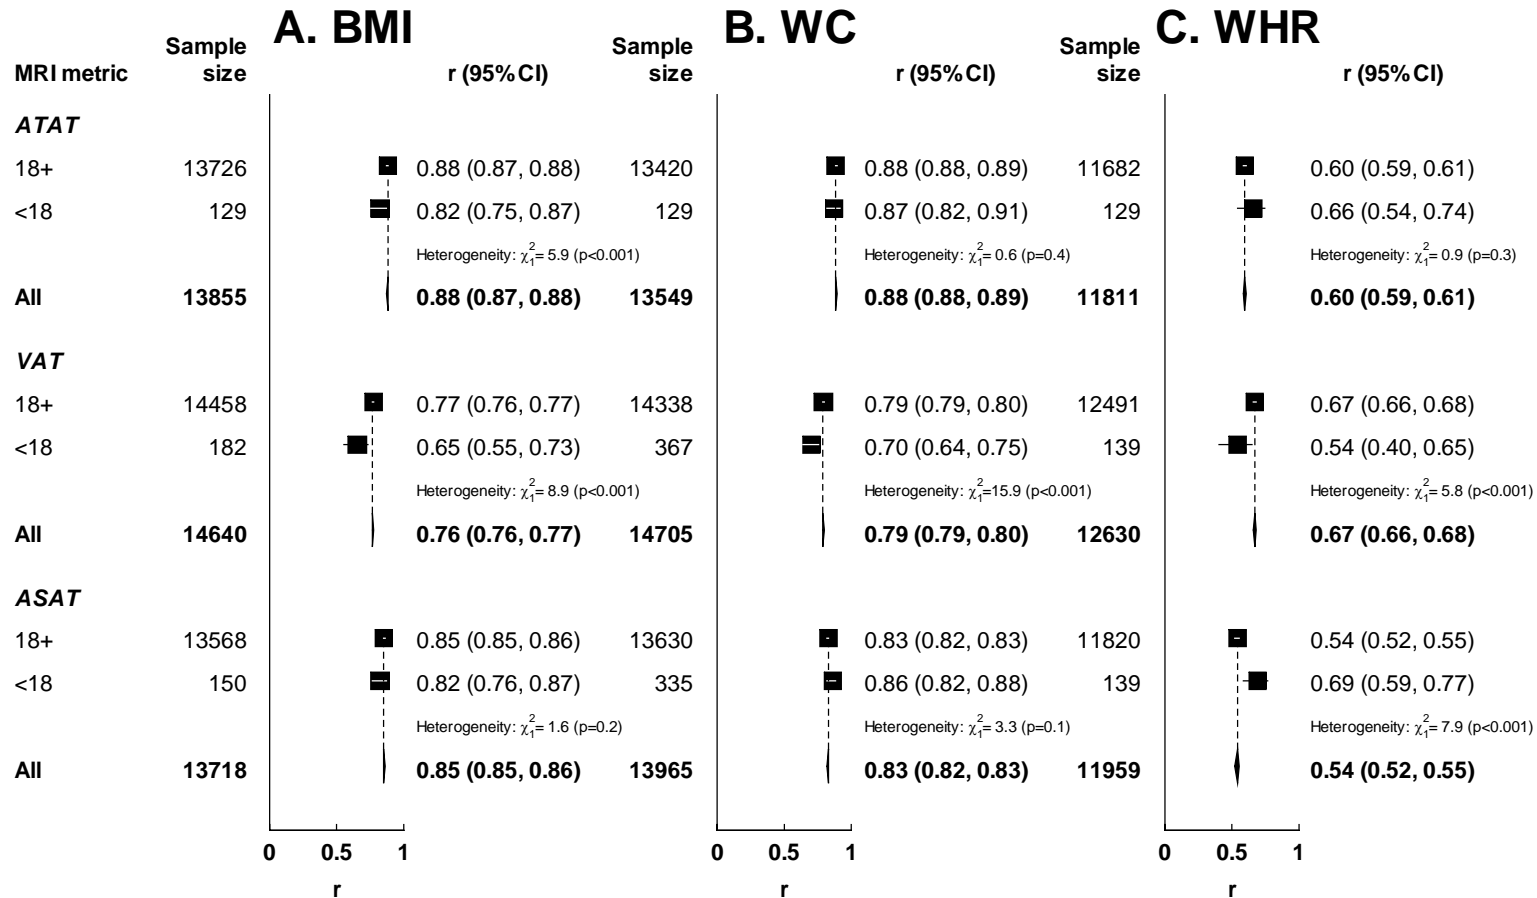 A. BMI B. WC C. WHR
Sample Sample Sample
MRI metric size r (95% CI) size r (95% CI) size r (95% CI)
ATAT
18+ 13726 0.88 (0.87, 0.88) 13420 0.88 (0.88, 0.89) 11682 0.60 (0.59, 0.61)
<18 129 0.82 (0.75, 0.87) 129 0.87 (0.82, 0.91) 129 0.66 (0.54, 0.74)
Heterogeneity: χ²₁= 5.9 (p<0.001) Heterogeneity: χ²₁= 0.6 (p=0.4) Heterogeneity: χ²₁= 0.9 (p=0.3)
All 13855 0.88 (0.87, 0.88) 13549 0.88 (0.88, 0.89) 11811 0.60 (0.59, 0.61)
VAT
18+ 14458 0.77 (0.76, 0.77) 14338 0.79 (0.79, 0.80) 12491 0.67 (0.66, 0.68)
<18 182 0.65 (0.55, 0.73) 367 0.70 (0.64, 0.75) 139 0.54 (0.40, 0.65)
Heterogeneity: χ²₁= 8.9 (p<0.001) Heterogeneity: χ²₁=15.9 (p<0.001) Heterogeneity: χ²₁= 5.8 (p<0.001)
All 14640 0.76 (0.76, 0.77) 14705 0.79 (0.79, 0.80) 12630 0.67 (0.66, 0.68)
ASAT
18+ 13568 0.85 (0.85, 0.86) 13630 0.83 (0.82, 0.83) 11820 0.54 (0.52, 0.55)
<18 150 0.82 (0.76, 0.87) 335 0.86 (0.82, 0.88) 139 0.69 (0.59, 0.77)
Heterogeneity: χ²₁= 1.6 (p=0.2) Heterogeneity: χ²₁= 3.3 (p=0.1) Heterogeneity: χ²₁= 7.9 (p<0.001)
All 13718 0.85 (0.85, 0.86) 13965 0.83 (0.82, 0.83) 11959 0.54 (0.52, 0.55)
0 0.5 1 0 0.5 1 0 0.5 1
r r r